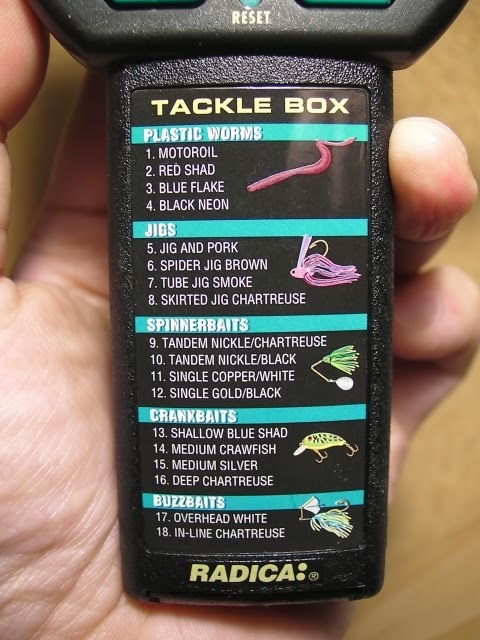 RESET
TACKLE BOX
PLASTIC WORMS
1. MOTOROIL
2. RED SHAD
3. BLUE FLAKE
4. BLACK NEON
JIGS
5. JIG AND PORK
6. SPIDER JIG BROWN
7. TUBE JIG SMOKE
8. SKIRTED JIG CHARTREUSE
SPINNERBAITS
9. TANDEM NICKLE/CHARTREUSE
10. TANDEM NICKLE/BLACK
11. SINGLE COPPER/WHITE
12. SINGLE GOLD/BLACK
CRANKBAITS
13. SHALLOW BLUE SHAD
14. MEDIUM CRAWFISH
15. MEDIUM SILVER
16. DEEP CHARTREUSE
BUZZBAITS
17. OVERHEAD WHITE
18. IN-LINE CHARTREUSE
RADICA:®